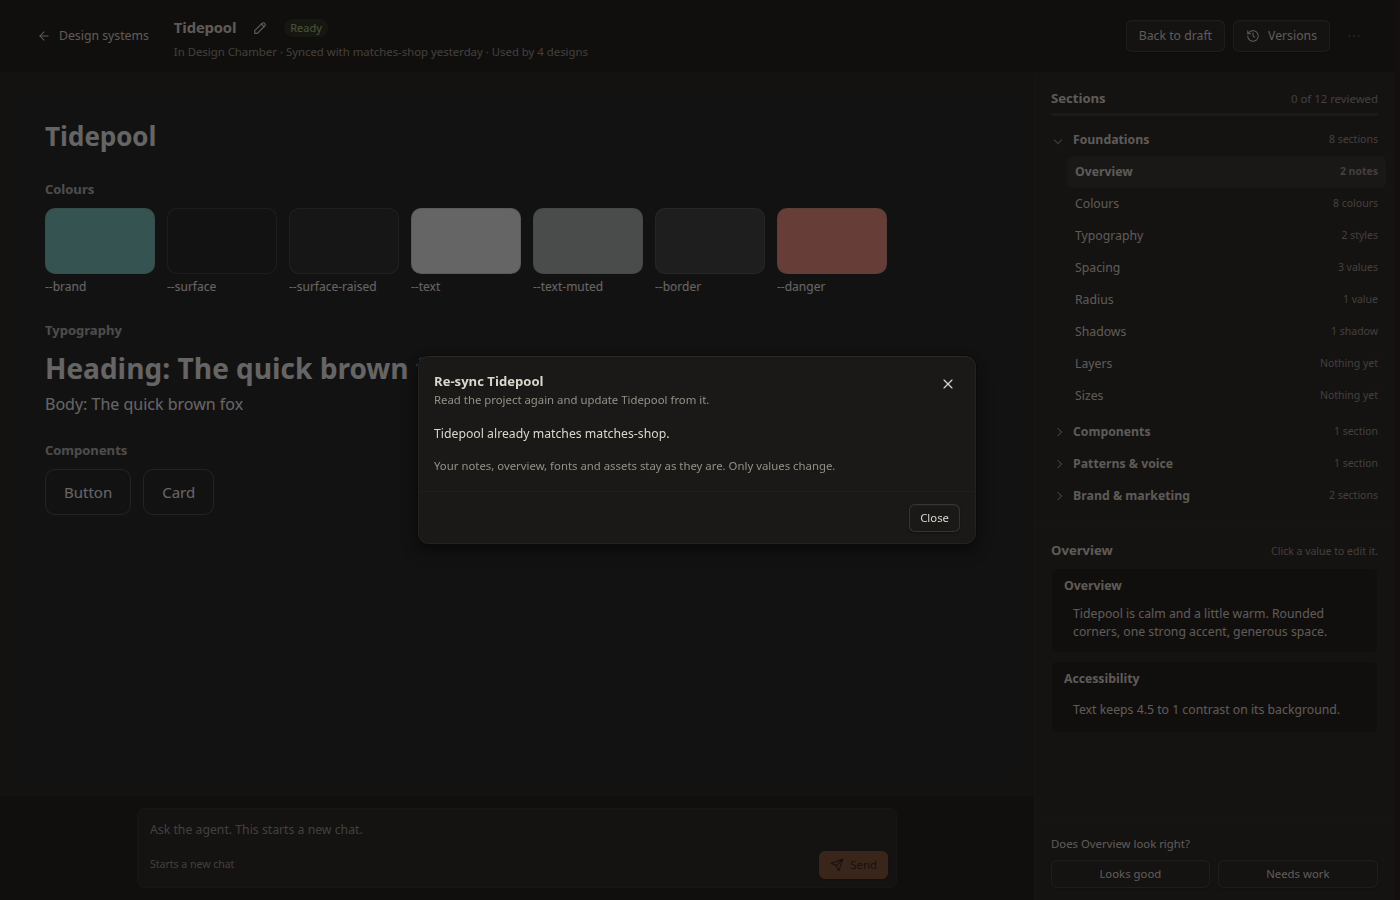 Design systems
Tidepool
Ready
In Design Chamber · Synced with matches-shop yesterday · Used by 4 designs
Back to draft
Versions
Tidepool
Colours
--brand
--surface
--surface-raised
--text
--text-muted
--border
--danger
Typography
Heading: The quick brown
Body: The quick brown fox
Components
Button
Card
Re-sync Tidepool
Read the project again and update Tidepool from it.
Tidepool already matches matches-shop.
Your notes, overview, fonts and assets stay as they are. Only values change.
Close
Ask the agent. This starts a new chat.
Starts a new chat
Send
Sections
0 of 12 reviewed
Foundations
8 sections
Overview
2 notes
Colours
8 colours
Typography
2 styles
Spacing
3 values
Radius
1 value
Shadows
1 shadow
Layers
Nothing yet
Sizes
Nothing yet
Components
1 section
Patterns & voice
1 section
Brand & marketing
2 sections
Overview
Click a value to edit it.
Overview
Tidepool is calm and a little warm. Rounded
corners, one strong accent, generous space.
Accessibility
Text keeps 4.5 to 1 contrast on its background.
Does Overview look right?
Looks good
Needs work